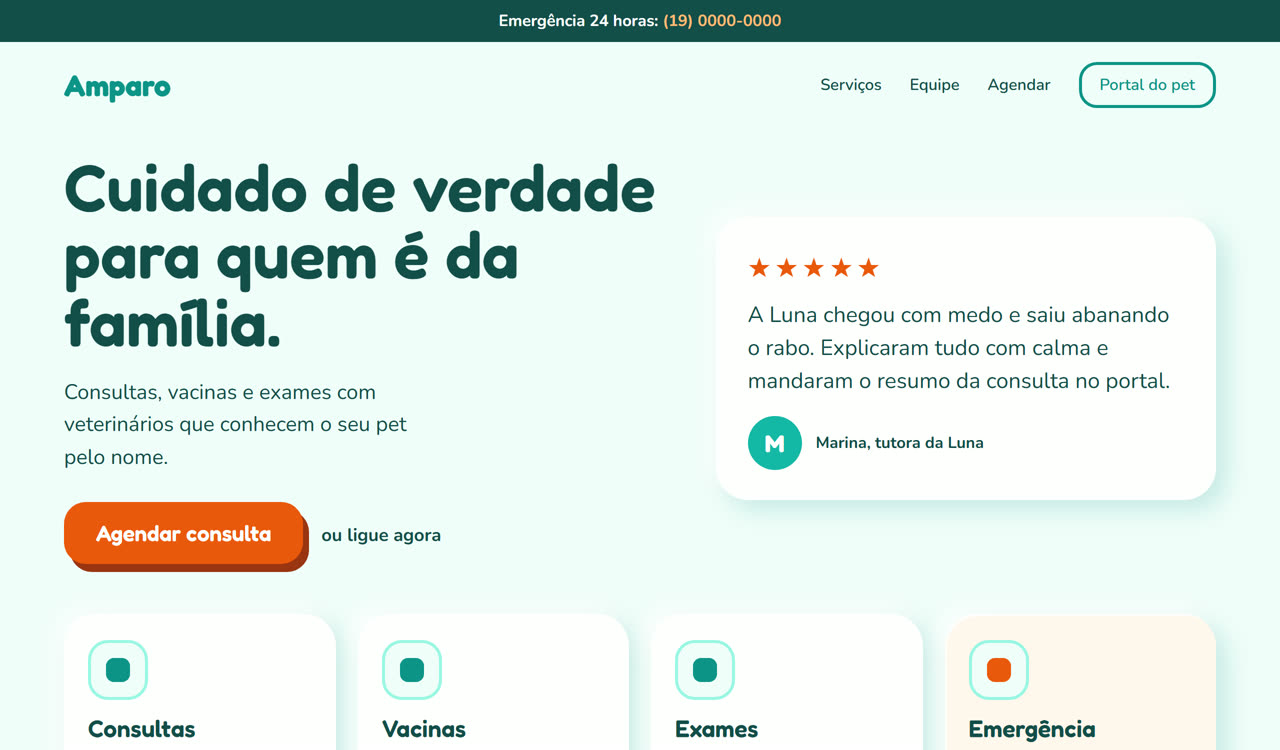 Emergência 24 horas: (19) 0000-0000
Amparo
Serviços
Equipe
Agendar
Portal do pet
Cuidado de verdade
para quem é da
família.
Consultas, vacinas e exames com
veterinários que conhecem o seu pet
pelo nome.
Agendar consulta
ou ligue agora
★★★★★
A Luna chegou com medo e saiu abanando
o rabo. Explicaram tudo com calma e
mandaram o resumo da consulta no portal.
M
Marina, tutora da Luna
Consultas
Vacinas
Exames
Emergência